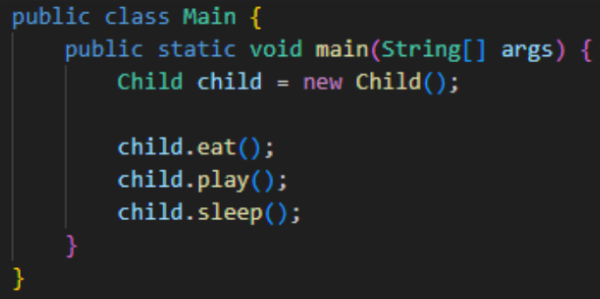 public class Main {
public static void main(String[] args) {
Child child = new Child();
child.eat();
child.play();
child.sleep();
}
}